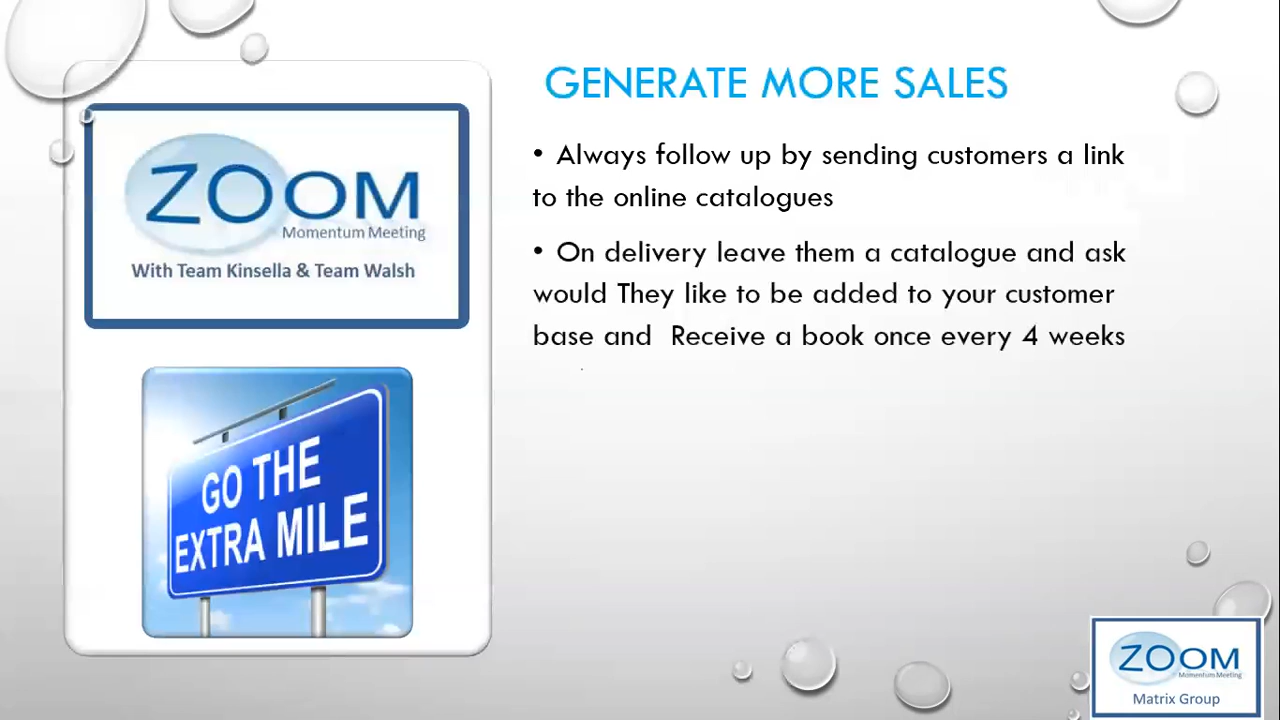 ZOOM
Momentum Meeting
With Team Kinsella & Team Walsh
GO THE
EXTRA MILE
GENERATE MORE SALES
• Always follow up by sending customers a link
to the online catalogues
• On delivery leave them a catalogue and ask
would They like to be added to your customer
base and Receive a book once every 4 weeks
ZOOM
Momentum Meeting
Matrix Group